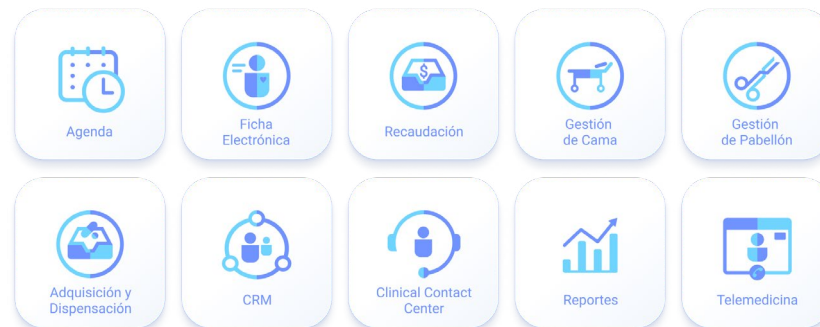 Agenda
Ficha
Electrónica
$
Recaudación
Gestión
de Cama
Gestión
de Pabellón
Adquisición y
Dispensación
CRM
Clinical Contact
Center
Reportes
Telemedicina